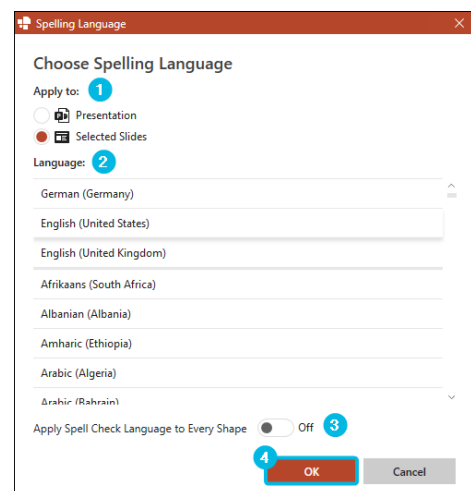 Spelling Language
Choose Spelling Language
Apply to: 1
Presentation
Selected Slides
Language: 2
German (Germany)
English (United States)
English (United Kingdom)
Afrikaans (South Africa)
Albanian (Albania)
Amharic (Ethiopia)
Arabic (Algeria)
Arabic (Bahrain)
Apply Spell Check Language to Every Shape Off 3
4
OK Cancel